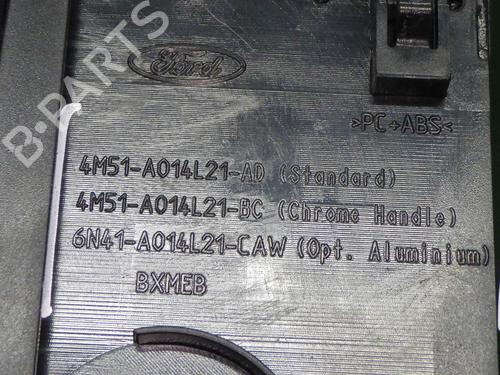 B-PARTS
Ford
>PC+ABS<
4M51-A014L21-AD (Standard)
4M51-A014L21-BC (Chrome Handle)
6N41-A014L21-CAW (Opt. Aluminium)
BXMEB